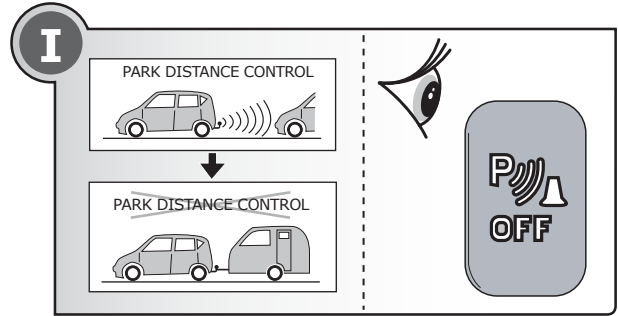 I
PARK DISTANCE CONTROL
PARK DISTANCE CONTROL
P
OFF